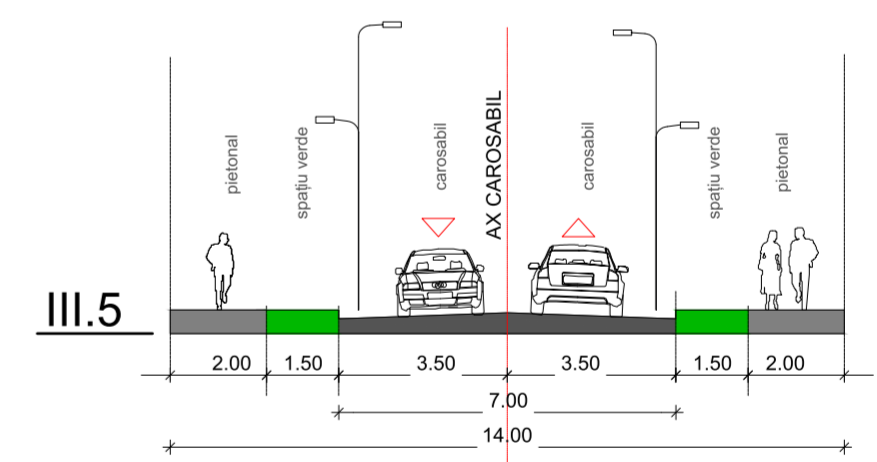 pietonal
spațiu verde
carosabil
AX CAROSABIL
carosabil
spațiu verde
pietonal
III.5
2.00 1.50 3.50 3.50 1.50 2.00
7.00
14.00